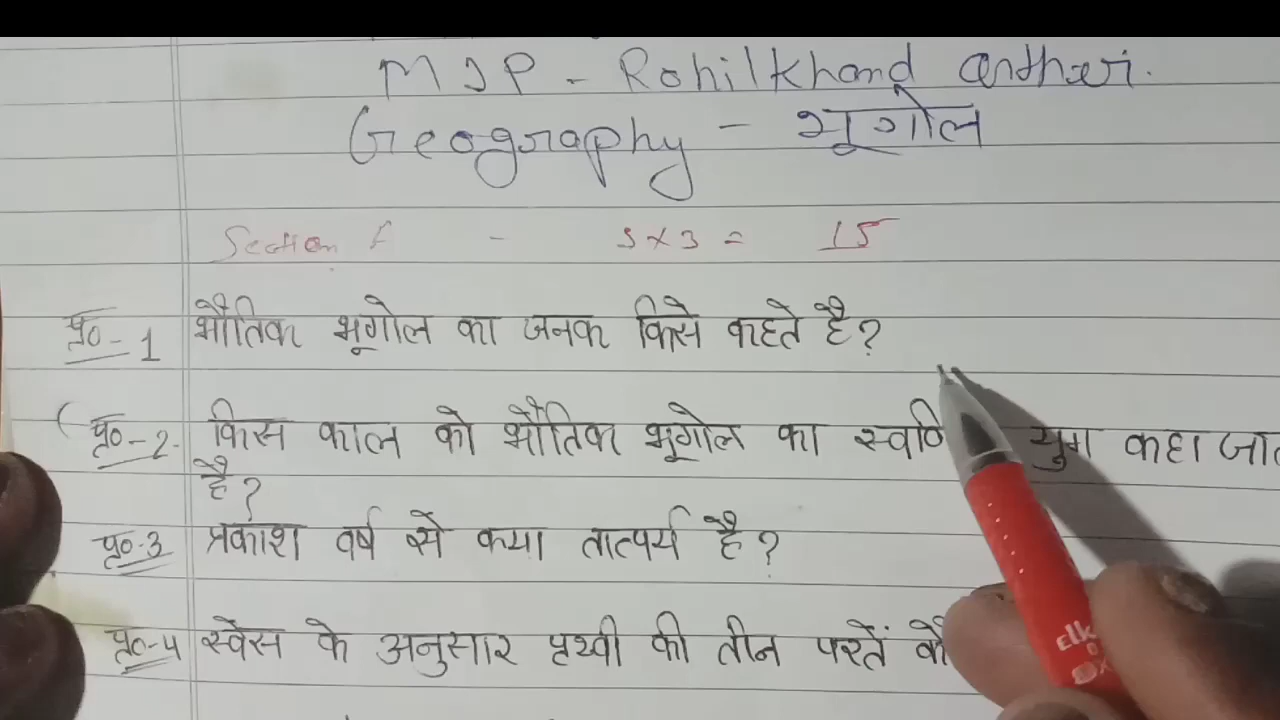 MJP - Rohilkhand
Geography - भूगोल
Section A - 5 x 3 = 15
प्र०-1 भौतिक भूगोल का जनक किसे कहते है?
प्र०-2. किस काल को भौतिक भूगोल का युग कहा
है?
प्र०.3 प्रकाश वर्ष से क्या तात्पर्य है?
प्र०-4 स्वेस के अनुसार पृथ्वी की तीन परतें